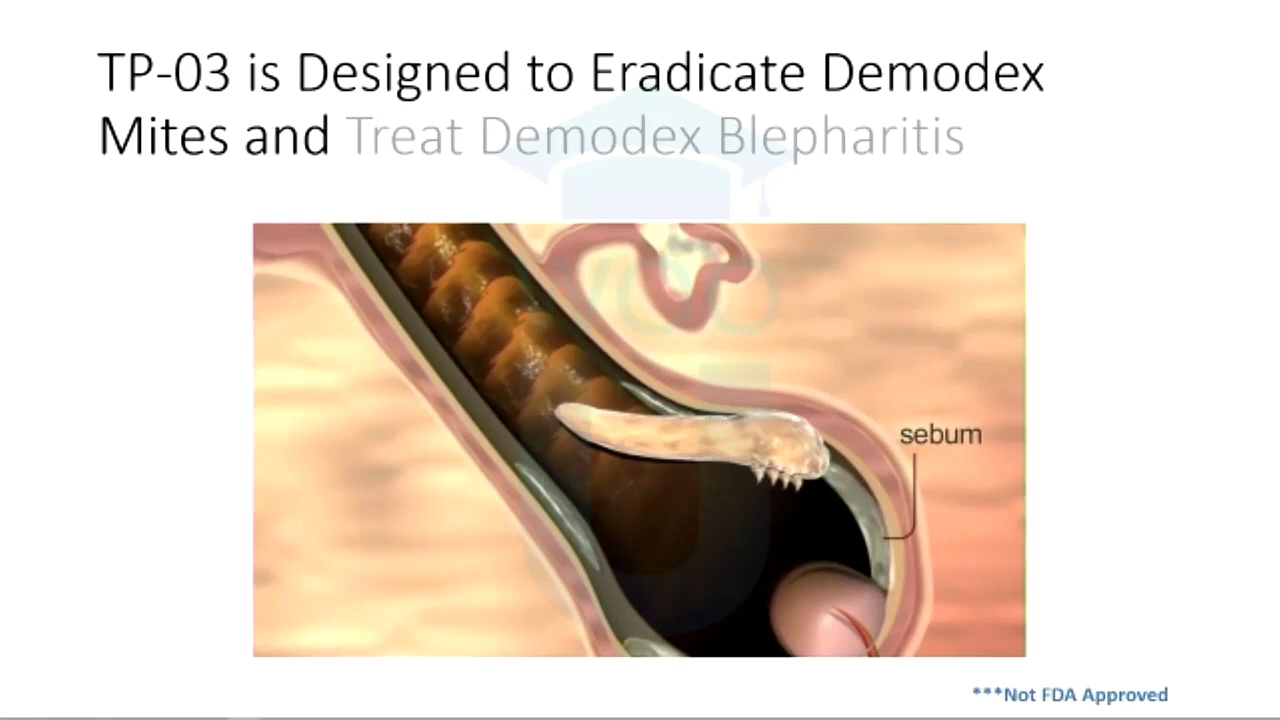 TP-03 is Designed to Eradicate Demodex
Mites and Treat Demodex Blepharitis
sebum
***Not FDA Approved